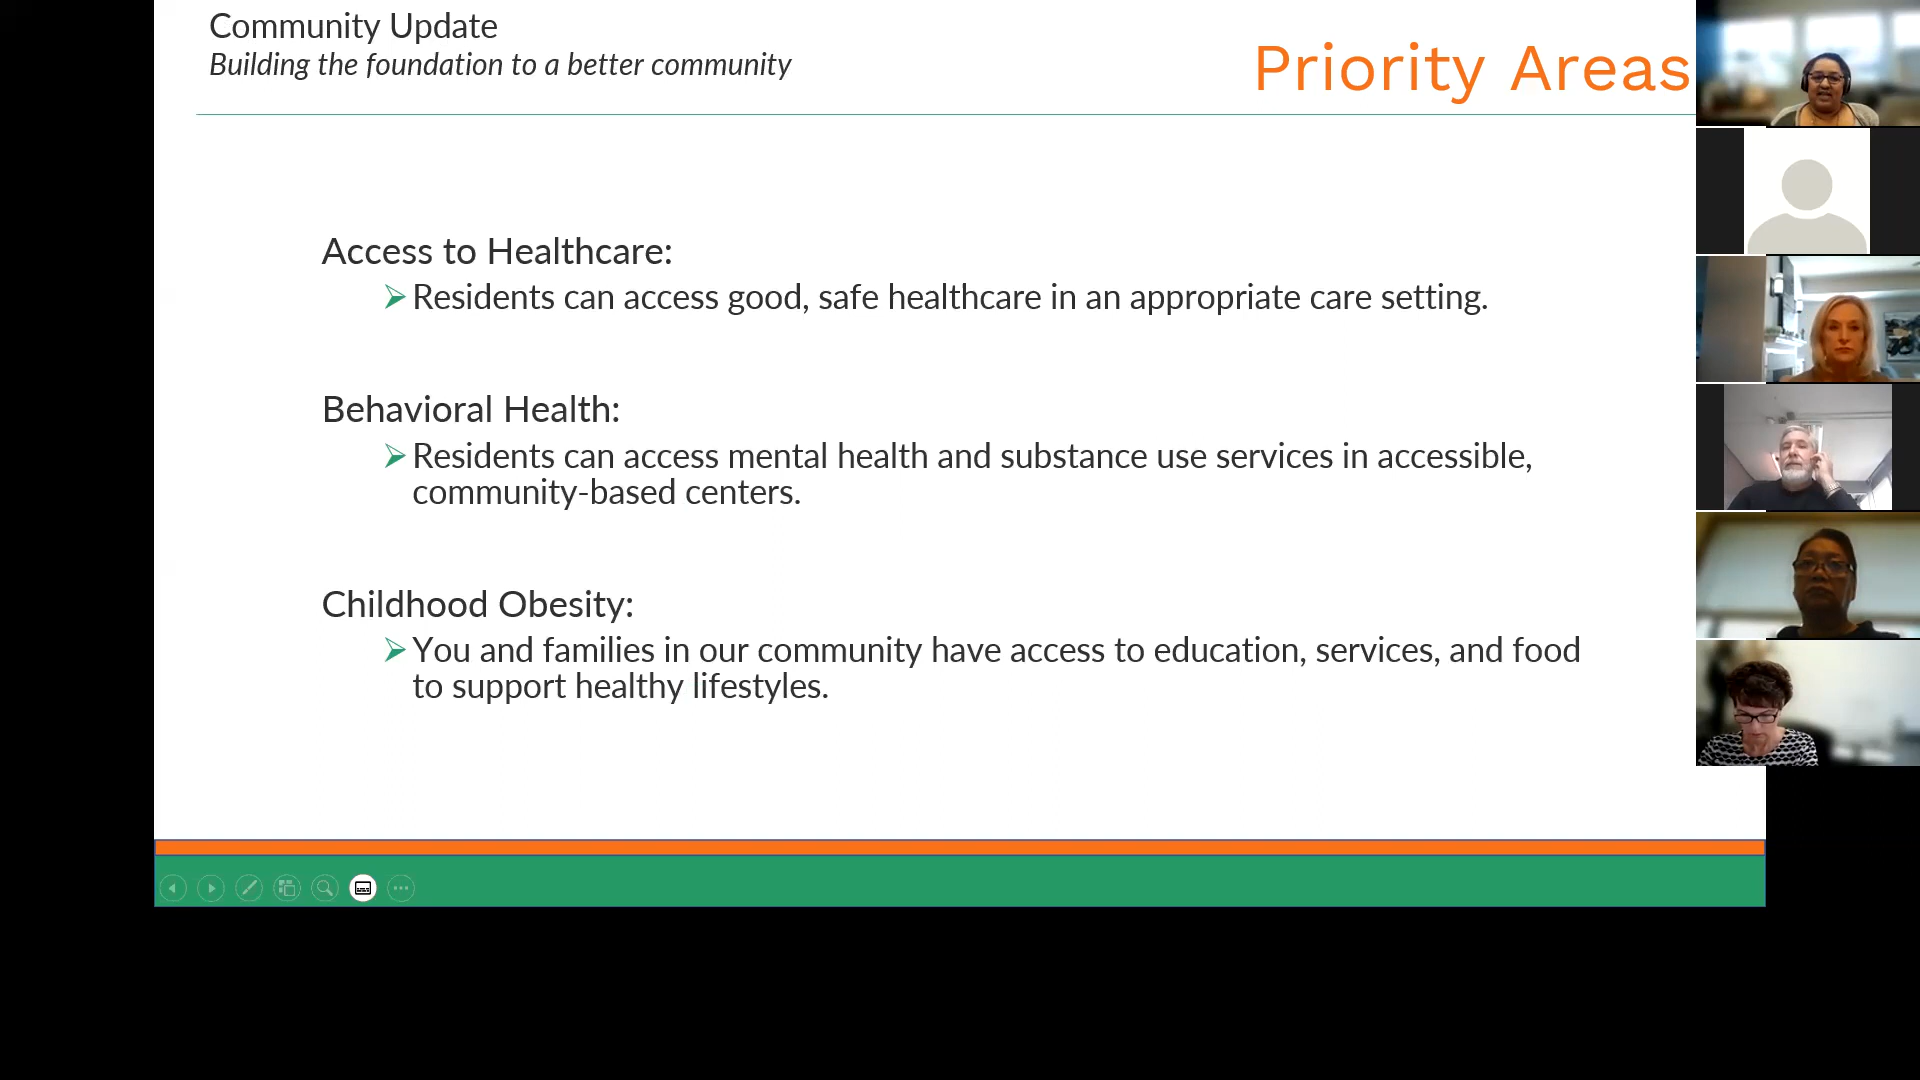 Community Update
Building the foundation to a better community
Priority Areas
Access to Healthcare:
Residents can access good, safe healthcare in an appropriate care setting.
Behavioral Health:
Residents can access mental health and substance use services in accessible,
community-based centers.
Childhood Obesity:
You and families in our community have access to education, services, and food
to support healthy lifestyles.